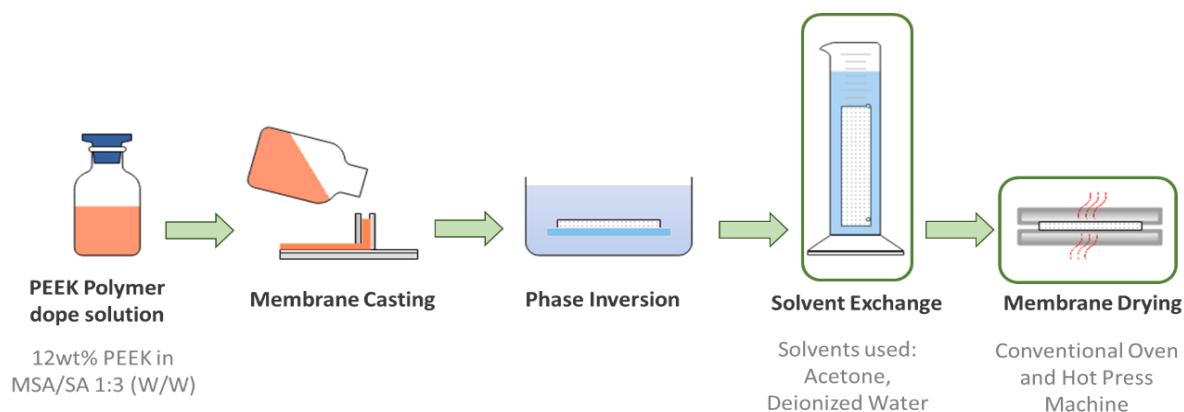 PEEK Polymer
dope solution
12wt% PEEK in
MSA/SA 1:3 (W/W)
Membrane Casting
Phase Inversion
Solvent Exchange
Solvents used:
Acetone,
Deionized Water
Membrane Drying
Conventional Oven
and Hot Press
Machine